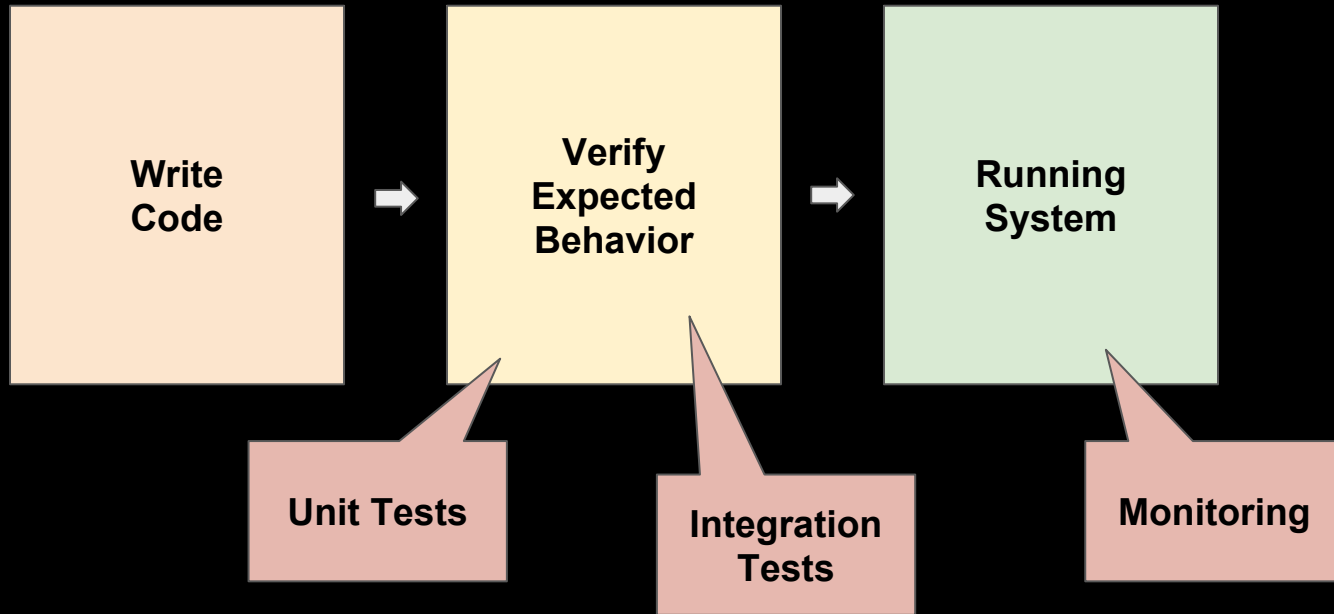 Write
Code
Verify
Expected
Behavior
Running
System
Unit Tests
Integration
Tests
Monitoring